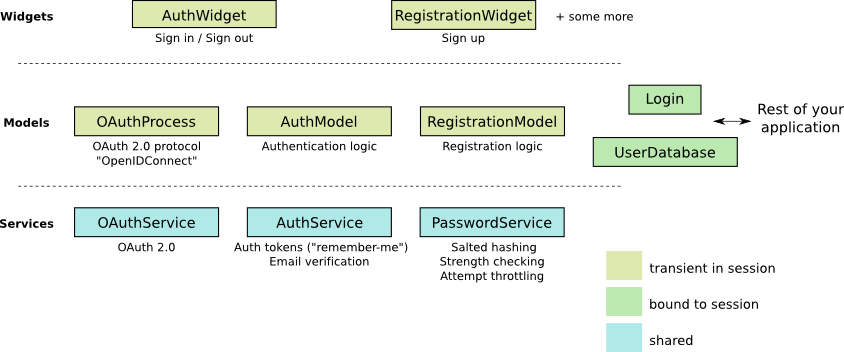 Widgets
AuthWidget
RegistrationWidget
+ some more
Sign in / Sign out
Sign up
Login
Rest of your
application
Models
OAuthProcess
AuthModel
RegistrationModel
OAuth 2.0 protocol
"OpenIDConnect"
Authentication logic
Registration logic
UserDatabase
Services
OAuthService
AuthService
PasswordService
OAuth 2.0
Auth tokens ("remember-me")
Email verification
Salted hashing
Strength checking
Attempt throttling
transient in session
bound to session
shared